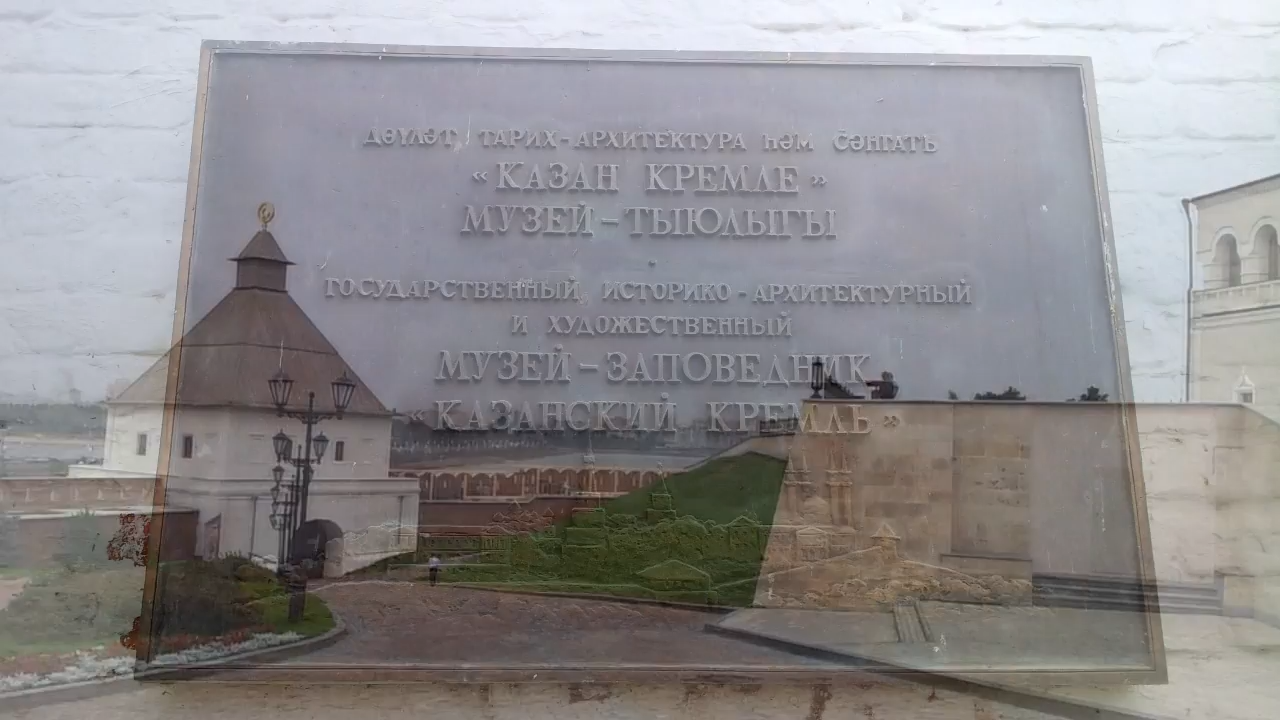 ДӘҮЛӘТ ТАРИХ-АРХИТЕКТУРА ҺӘМ СӘНГАТЬ
«КАЗАН КРЕМЛЕ»
МУЗЕЙ-ТЫЮЛЫГЫ
ГОСУДАРСТВЕННЫЙ ИСТОРИКО-АРХИТЕКТУРНЫЙ
И ХУДОЖЕСТВЕННЫЙ
МУЗЕЙ-ЗАПОВЕДНИК
«КАЗАНСКИЙ КРЕМЛЬ»